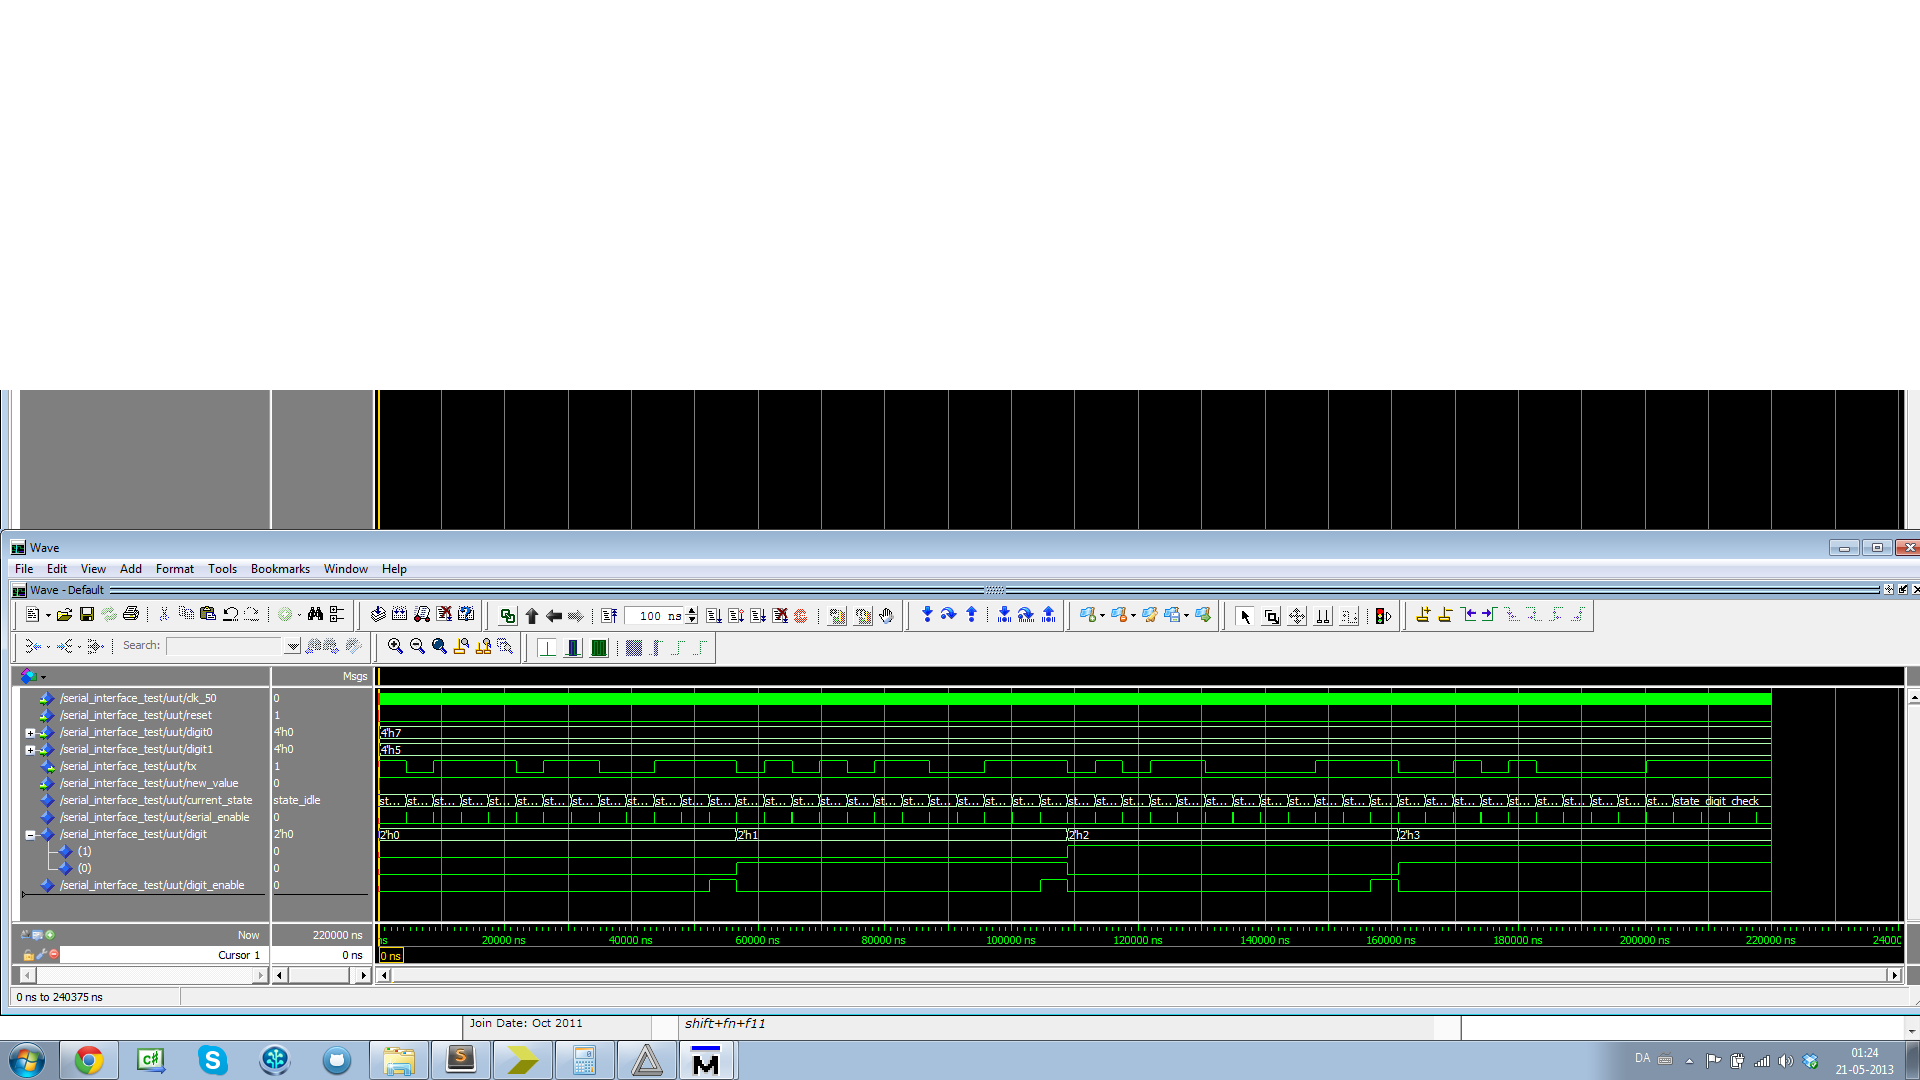 Wave
File Edit View Add Format Tools Bookmarks Window Help
Wave - Default
100 ns
Search:
Msgs
/serial_interface_test/uut/clk_50 0
/serial_interface_test/uut/reset 1
/serial_interface_test/uut/digit0 4'h0 4'h7
/serial_interface_test/uut/digit1 4'h0 4'h5
/serial_interface_test/uut/tx 1
/serial_interface_test/uut/new_value 0
/serial_interface_test/uut/current_state state_idle st... st... st... st... st... st... st... st... st... st... st... st... st... st... st... st... st... st... st... st... st... st... st... st... st... st... st... st... st... st... st... st... st... st... st... st... st... st... st... st... st... st... st... st... st... st... st... state_digit_check
/serial_interface_test/uut/serial_enable 0
/serial_interface_test/uut/digit 2'h0 2'h0 2'h1 2'h2 2'h3
(1) 0
(0) 0
/serial_interface_test/uut/digit_enable 0
Now 220000 ns ns 20000 ns 40000 ns 60000 ns 80000 ns 100000 ns 120000 ns 140000 ns 160000 ns 180000 ns 200000 ns 220000 ns 24000
Cursor 1 0 ns 0 ns
0 ns to 240375 ns
Join Date: Oct 2011 shift+fn+f11
C# S S M
DA 01:24
21-05-2013